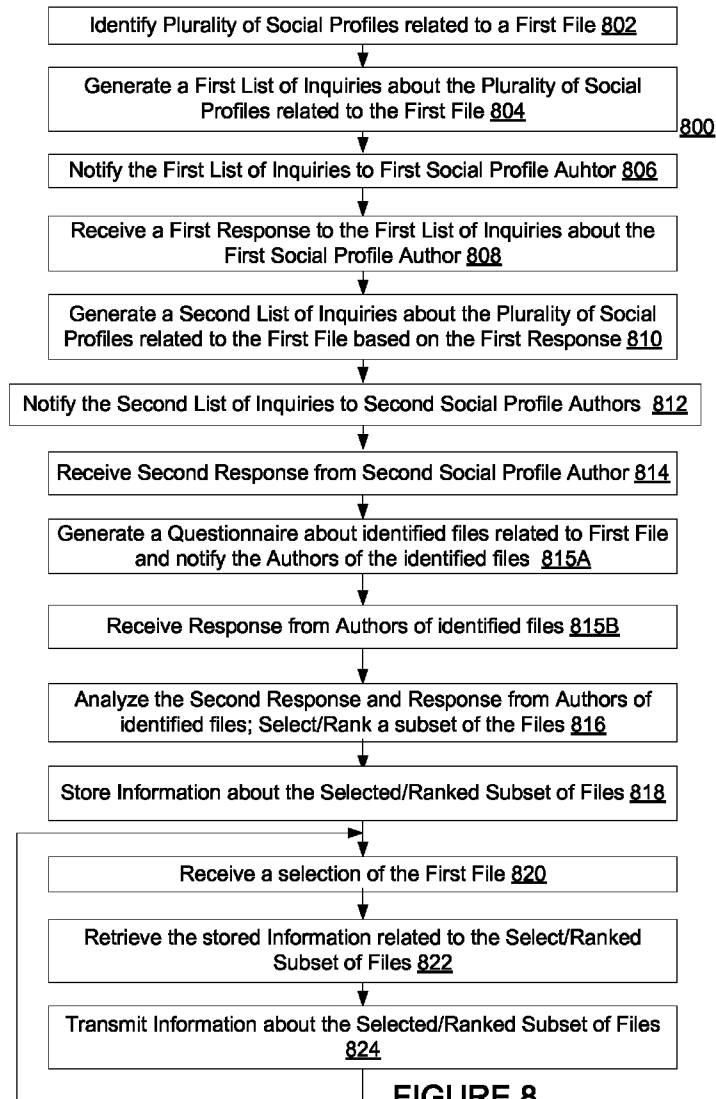 Identify Plurality of Social Profiles related to a First File 802
Generate a First List of Inquiries about the Plurality of Social
Profiles related to the First File 804
800
Notify the First List of Inquiries to First Social Profile Auhtor 806
Receive a First Response to the First List of Inquiries about the
First Social Profile Author 808
Generate a Second List of Inquiries about the Plurality of Social
Profiles related to the First File based on the First Response 810
Notify the Second List of Inquiries to Second Social Profile Authors 812
Receive Second Response from Second Social Profile Author 814
Generate a Questionnaire about identified files related to First File
and notify the Authors of the identified files 815A
Receive Response from Authors of identified files 815B
Analyze the Second Response and Response from Authors of
identified files; Select/Rank a subset of the Files 816
Store Information about the Selected/Ranked Subset of Files 818
Receive a selection of the First File 820
Retrieve the stored Information related to the Select/Ranked
Subset of Files 822
Transmit Information about the Selected/Ranked Subset of Files
824
FIGURE 8